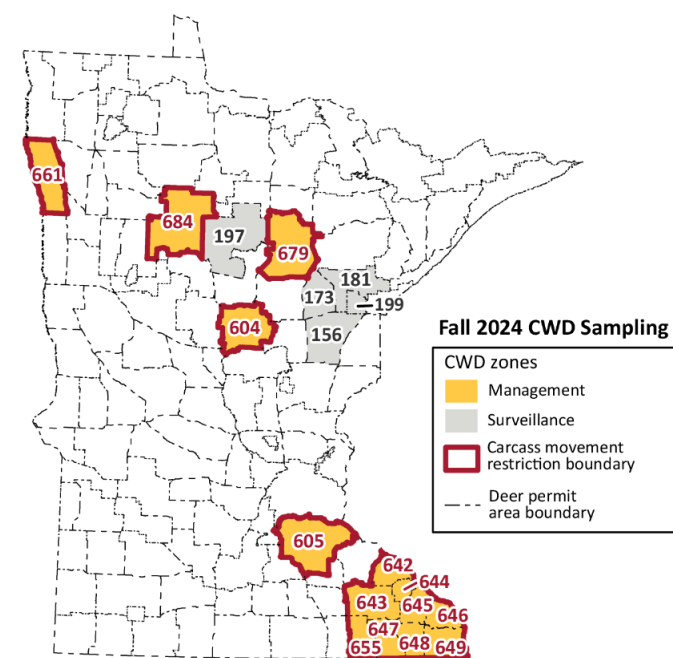 661
684
197
679
181
173
199
604
156
Fall 2024 CWD Sampling
CWD zones
Management
Surveillance
Carcass movement
restriction boundary
Deer permit
area boundary
605
642
644
643
645
646
647
655
648
649